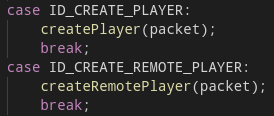 case ID_CREATE_PLAYER:
    createPlayer(packet);
    break;
case ID_CREATE_REMOTE_PLAYER:
    createRemotePlayer(packet);
    break;